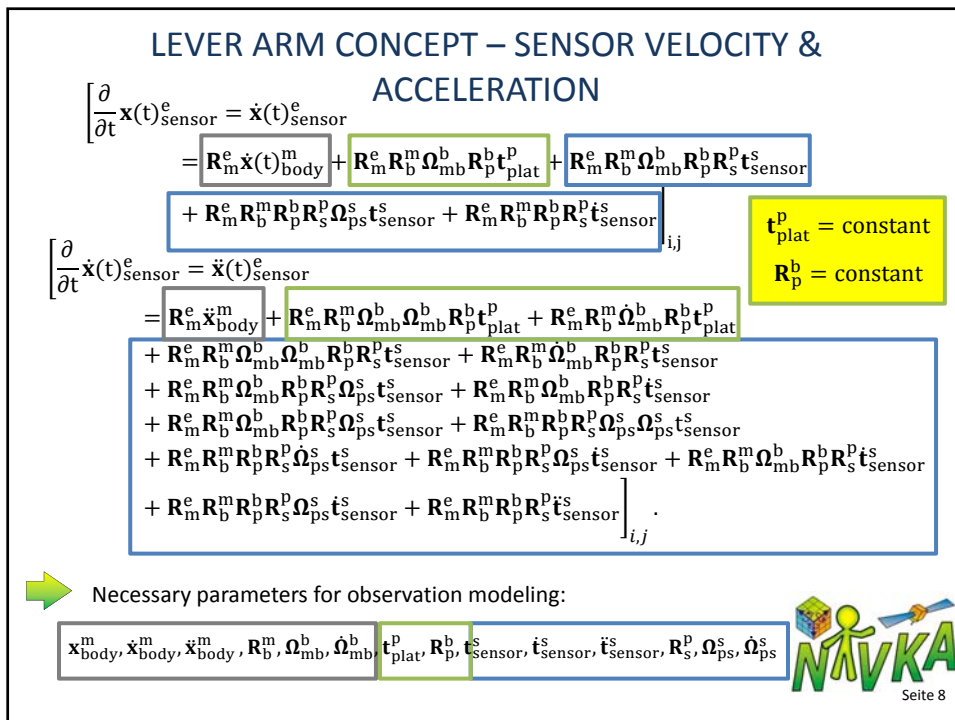 LEVER ARM CONCEPT – SENSOR VELOCITY &
ACCELERATION
[∂/∂t 𝐱(t)^e_sensor = 𝐱̇(t)^e_sensor
= 𝐑^e_m 𝐱̇(t)^m_body + 𝐑^e_m 𝐑^m_b 𝛀^b_mb 𝐑^b_p 𝐭^p_plat + 𝐑^e_m 𝐑^m_b 𝛀^b_mb 𝐑^b_p 𝐑^p_s 𝐭^s_sensor
+ 𝐑^e_m 𝐑^m_b 𝐑^b_p 𝐑^p_s 𝛀^s_ps 𝐭^s_sensor + 𝐑^e_m 𝐑^m_b 𝐑^b_p 𝐑^p_s 𝐭̇^s_sensor]_i,j
𝐭^p_plat = constant
𝐑^b_p = constant
[∂/∂t 𝐱̇(t)^e_sensor = 𝐱̈(t)^e_sensor
= 𝐑^e_m 𝐱̈^m_body + 𝐑^e_m 𝐑^m_b 𝛀^b_mb 𝛀^b_mb 𝐑^b_p 𝐭^p_plat + 𝐑^e_m 𝐑^m_b 𝛀̇^b_mb 𝐑^b_p 𝐭^p_plat
+ 𝐑^e_m 𝐑^m_b 𝛀^b_mb 𝛀^b_mb 𝐑^b_p 𝐑^p_s 𝐭^s_sensor + 𝐑^e_m 𝐑^m_b 𝛀̇^b_mb 𝐑^b_p 𝐑^p_s 𝐭^s_sensor
+ 𝐑^e_m 𝐑^m_b 𝛀^b_mb 𝐑^b_p 𝐑^p_s 𝛀^s_ps 𝐭^s_sensor + 𝐑^e_m 𝐑^m_b 𝛀^b_mb 𝐑^b_p 𝐑^p_s 𝐭̇^s_sensor
+ 𝐑^e_m 𝐑^m_b 𝛀^b_mb 𝐑^b_p 𝐑^p_s 𝛀^s_ps 𝐭^s_sensor + 𝐑^e_m 𝐑^m_b 𝐑^b_p 𝐑^p_s 𝛀^s_ps 𝛀^s_ps t^s_sensor
+ 𝐑^e_m 𝐑^m_b 𝐑^b_p 𝐑^p_s 𝛀̇^s_ps 𝐭^s_sensor + 𝐑^e_m 𝐑^m_b 𝐑^b_p 𝐑^p_s 𝛀^s_ps 𝐭̇^s_sensor + 𝐑^e_m 𝐑^m_b 𝛀^b_mb 𝐑^b_p 𝐑^p_s 𝐭̇^s_sensor
+ 𝐑^e_m 𝐑^m_b 𝐑^b_p 𝐑^p_s 𝛀^s_ps 𝐭̇^s_sensor + 𝐑^e_m 𝐑^m_b 𝐑^b_p 𝐑^p_s 𝐭̈^s_sensor]_i,j .
Necessary parameters for observation modeling:
𝐱^m_body, 𝐱̇^m_body, 𝐱̈^m_body, 𝐑^m_b, 𝛀^b_mb, 𝛀̇^b_mb, 𝐭^p_plat, 𝐑^b_p, 𝐭^s_sensor, 𝐭̇^s_sensor, 𝐭̈^s_sensor, 𝐑^p_s, 𝛀^s_ps, 𝛀̇^s_ps
NAVKA
Seite 8